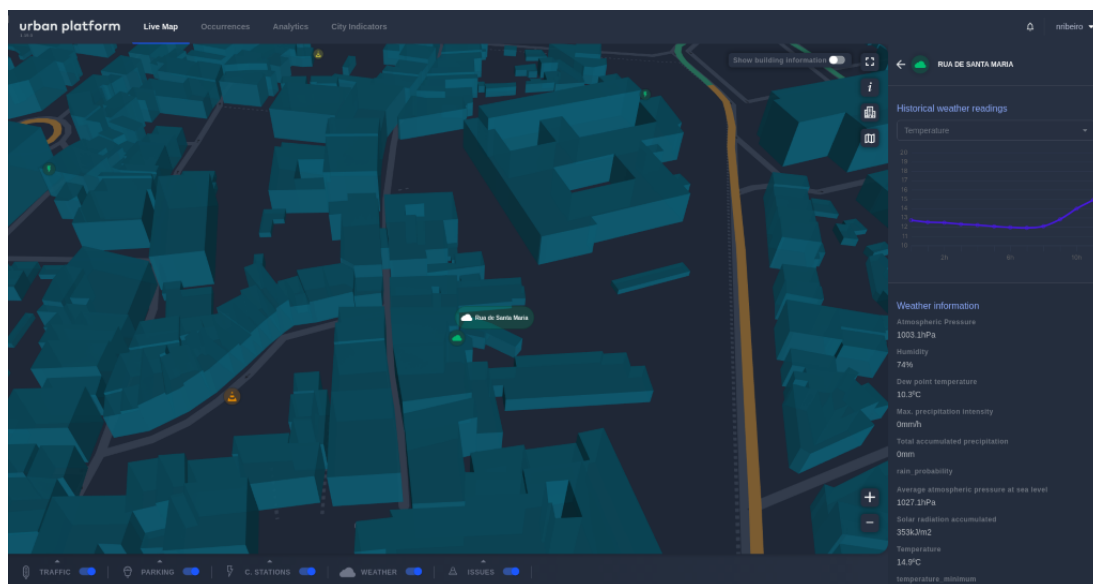 urban platform
Live Map
Occurrences
Analytics
City Indicators
nribeiro
Show building information
RUA DE SANTA MARIA
Historical weather readings
Temperature
20
19
18
17
16
15
14
13
12
11
10
2h
6h
10h
Rua de Santa Maria
Weather information
Atmospheric Pressure
1003.1hPa
Humidity
74%
Dew point temperature
10.3ºC
Max. precipitation intensity
0mm/h
Total accumulated precipitation
0mm
rain_probability
Average atmospheric pressure at sea level
1027.1hPa
Solar radiation accumulated
353kJ/m2
Temperature
14.9ºC
temperature_minimum
TRAFFIC
PARKING
C. STATIONS
WEATHER
ISSUES